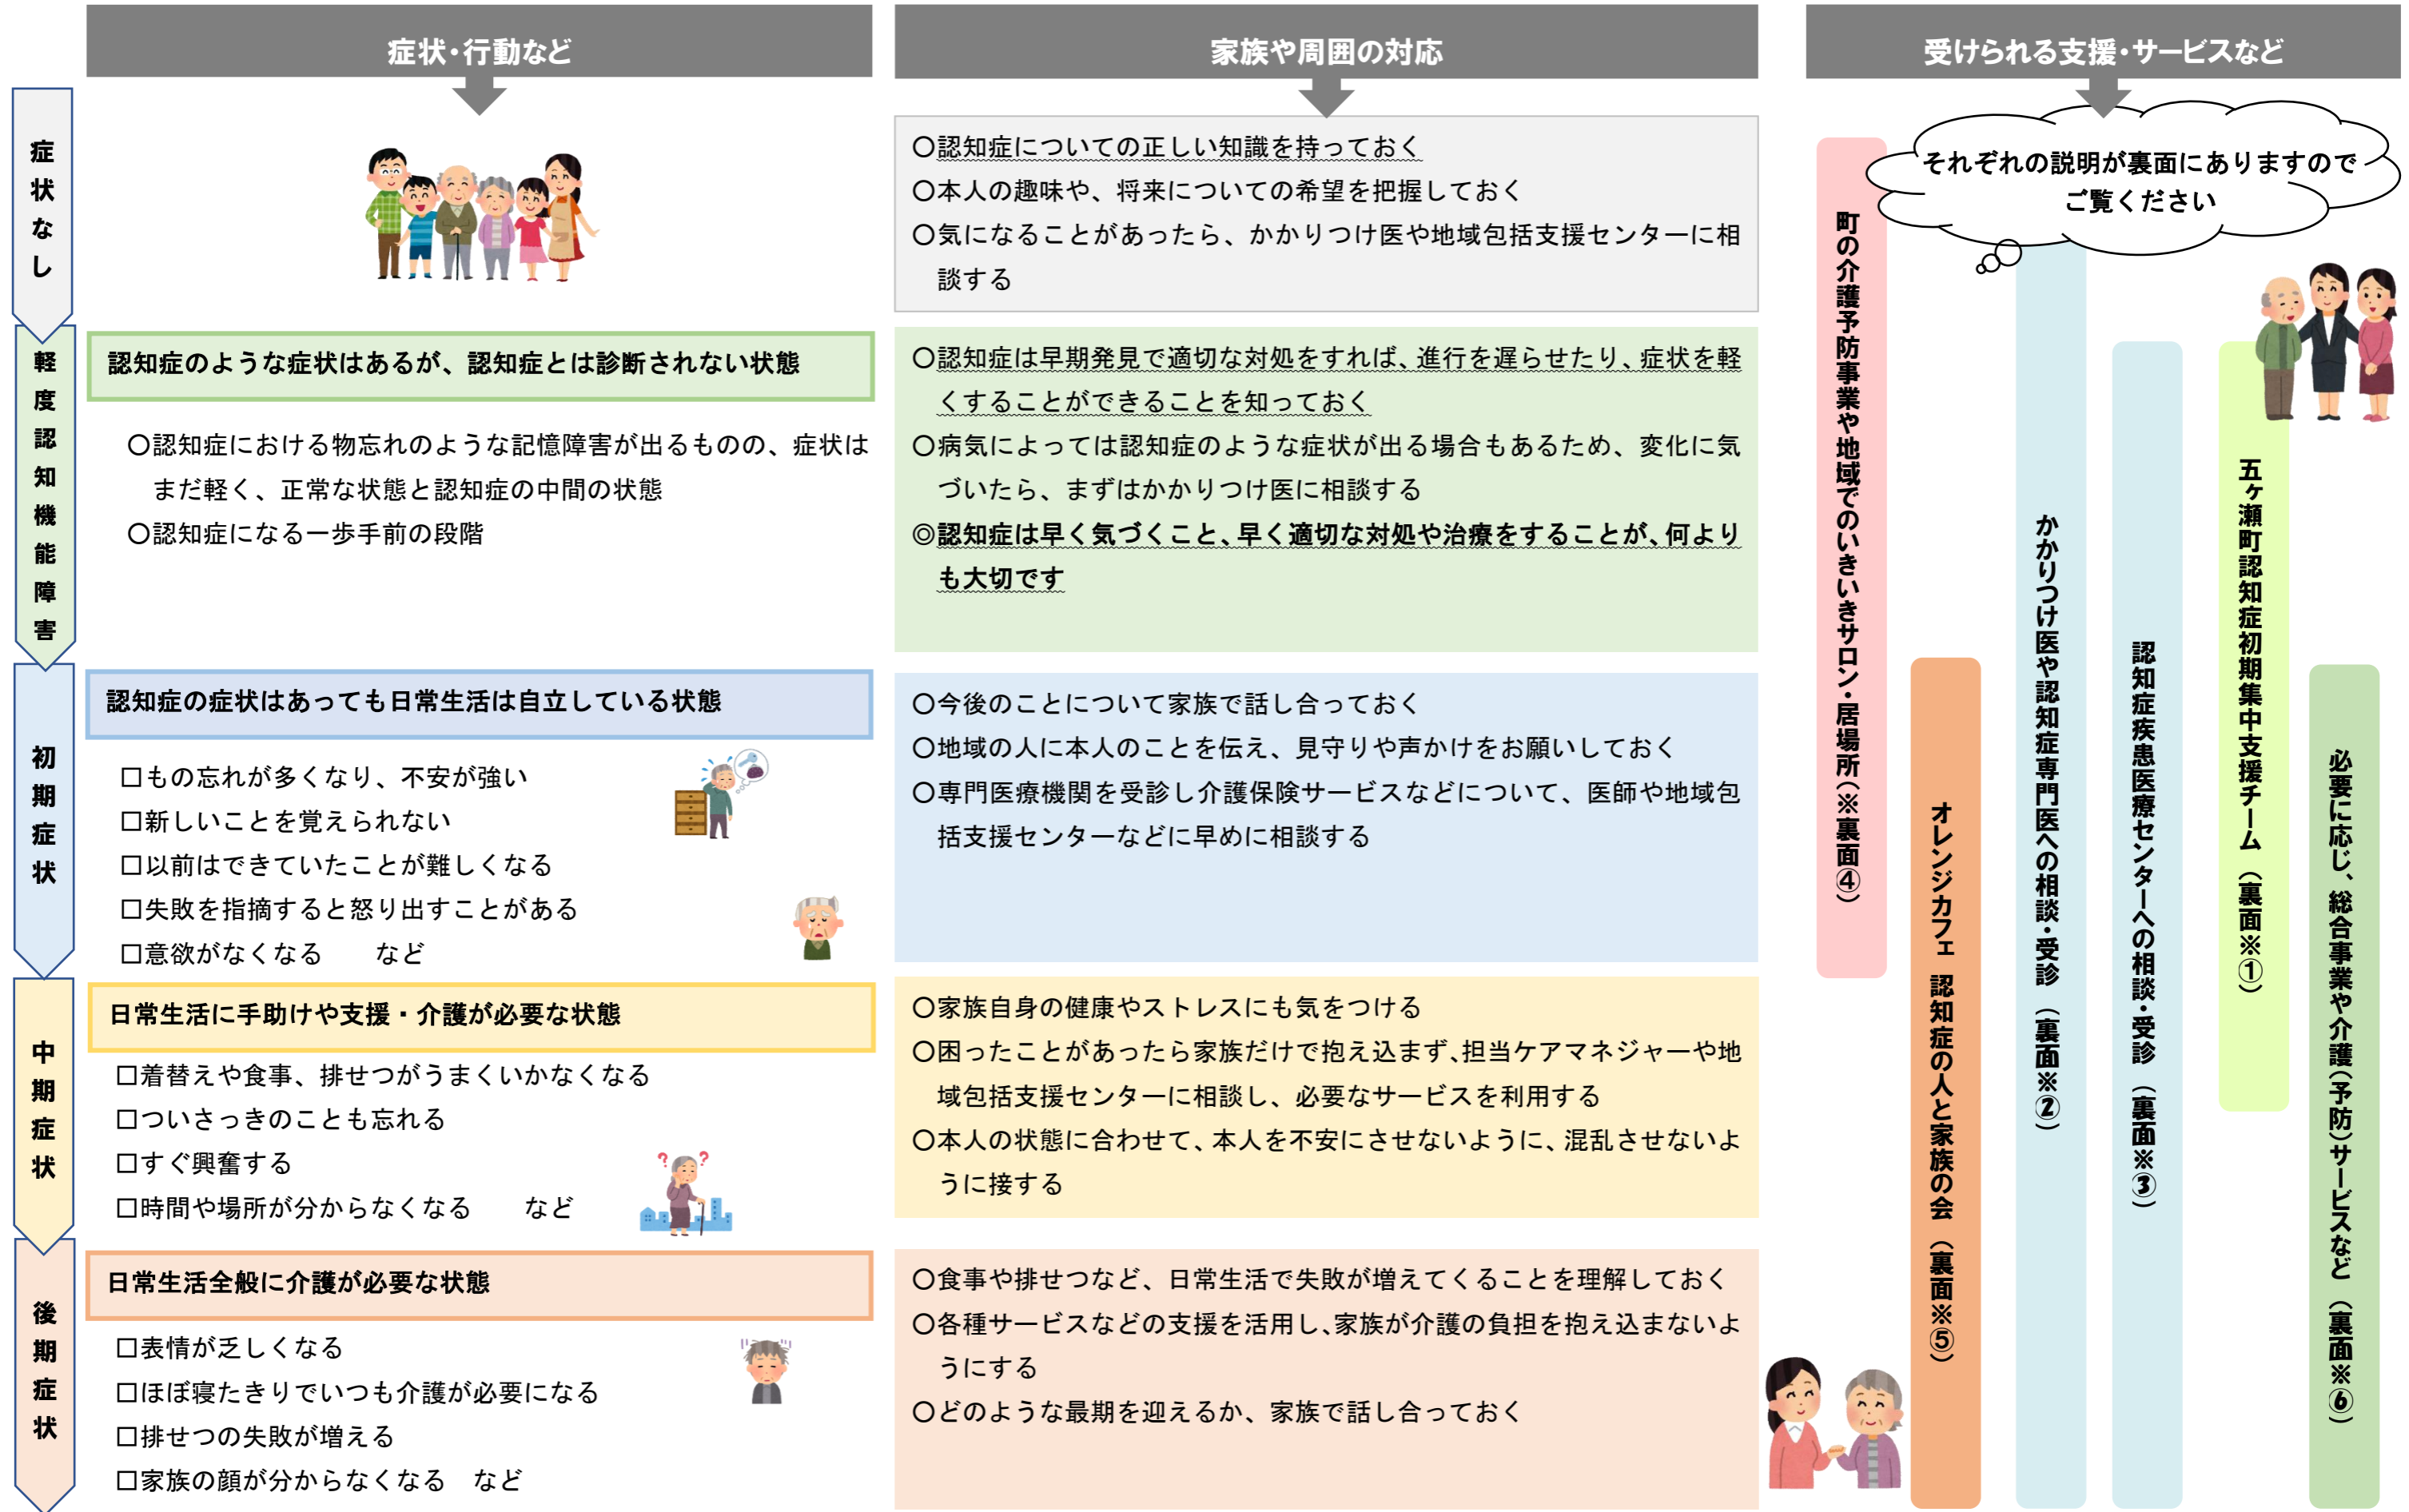 症状・行動など
家族や周囲の対応
受けられる支援・サービスなど
症状なし
〇認知症についての正しい知識を持っておく
〇本人の趣味や、将来についての希望を把握しておく
〇気になることがあったら、かかりつけ医や地域包括支援センターに相
談する
それぞれの説明が裏面にありますので
ご覧ください
軽度認知機能障害
認知症のような症状はあるが、認知症とは診断されない状態
〇認知症における物忘れのような記憶障害が出るものの、症状は
まだ軽く、正常な状態と認知症の中間の状態
〇認知症になる一歩手前の段階
〇認知症は早期発見で適切な対処をすれば、進行を遅らせたり、症状を軽
くすることができることを知っておく
〇病気によっては認知症のような症状が出る場合もあるため、変化に気
づいたら、まずはかかりつけ医に相談する
◎認知症は早く気づくこと、早く適切な対処や治療をすることが、何より
も大切です
初期症状
認知症の症状はあっても日常生活は自立している状態
□もの忘れが多くなり、不安が強い
□新しいことを覚えられない
□以前はできていたことが難しくなる
□失敗を指摘すると怒り出すことがある
□意欲がなくなる　　など
〇今後のことについて家族で話し合っておく
〇地域の人に本人のことを伝え、見守りや声かけをお願いしておく
〇専門医療機関を受診し介護保険サービスなどについて、医師や地域包
括支援センターなどに早めに相談する
中期症状
日常生活に手助けや支援・介護が必要な状態
□着替えや食事、排せつがうまくいかなくなる
□ついさっきのことも忘れる
□すぐ興奮する
□時間や場所が分からなくなる　　など
? ?
〇家族自身の健康やストレスにも気をつける
〇困ったことがあったら家族だけで抱え込まず、担当ケアマネジャーや地
域包括支援センターに相談し、必要なサービスを利用する
〇本人の状態に合わせて、本人を不安にさせないように、混乱させないよ
うに接する
後期症状
日常生活全般に介護が必要な状態
□表情が乏しくなる
□ほぼ寝たきりでいつも介護が必要になる
□排せつの失敗が増える
□家族の顔が分からなくなる　など
〇食事や排せつなど、日常生活で失敗が増えてくることを理解しておく
〇各種サービスなどの支援を活用し、家族が介護の負担を抱え込まないよ
うにする
〇どのような最期を迎えるか、家族で話し合っておく
町の介護予防事業や地域でのいきいきサロン・居場所（※裏面④）
オレンジカフェ　認知症の人と家族の会　（裏面※⑤）
かかりつけ医や認知症専門医への相談・受診　（裏面※②）
認知症疾患医療センターへの相談・受診　（裏面※③）
五ヶ瀬町認知症初期集中支援チーム　（裏面※①）
必要に応じ、総合事業や介護（予防）サービスなど　（裏面※⑥）